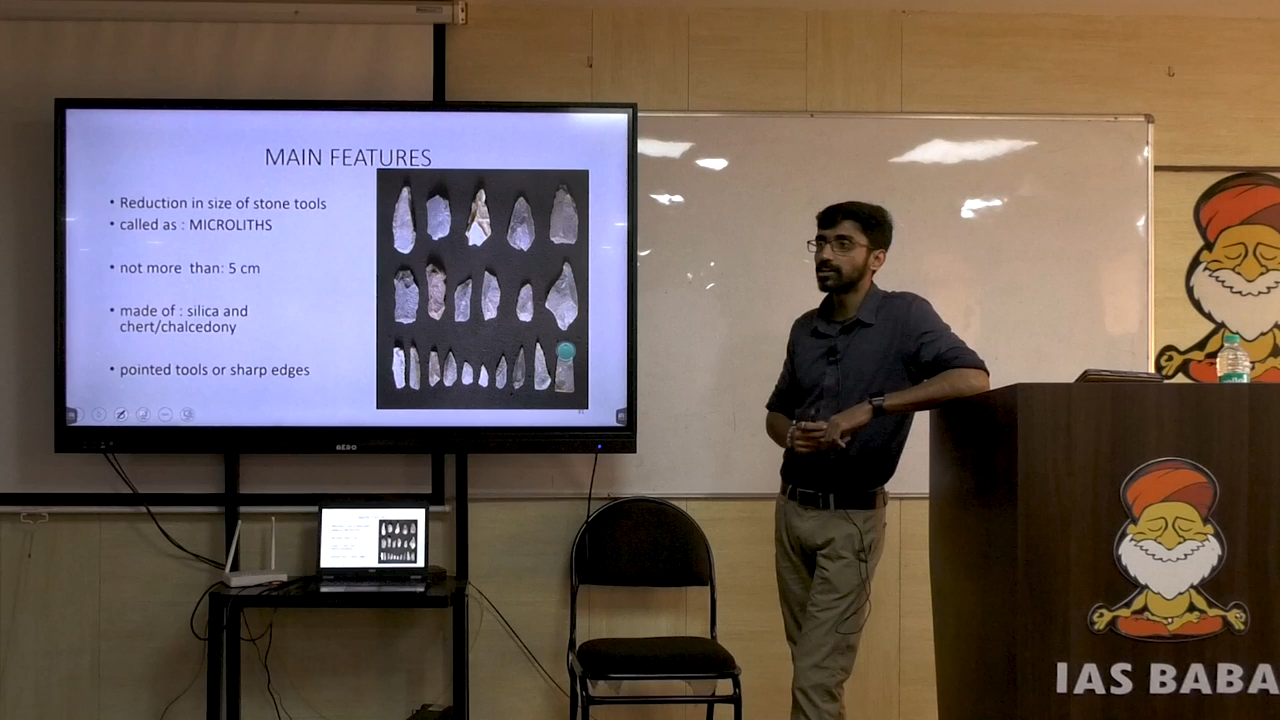 MAIN FEATURES
• Reduction in size of stone tools
• called as : MICROLITHS
• not more than: 5 cm
• made of : silica and
chert/chalcedony
• pointed tools or sharp edges
IAS BABA